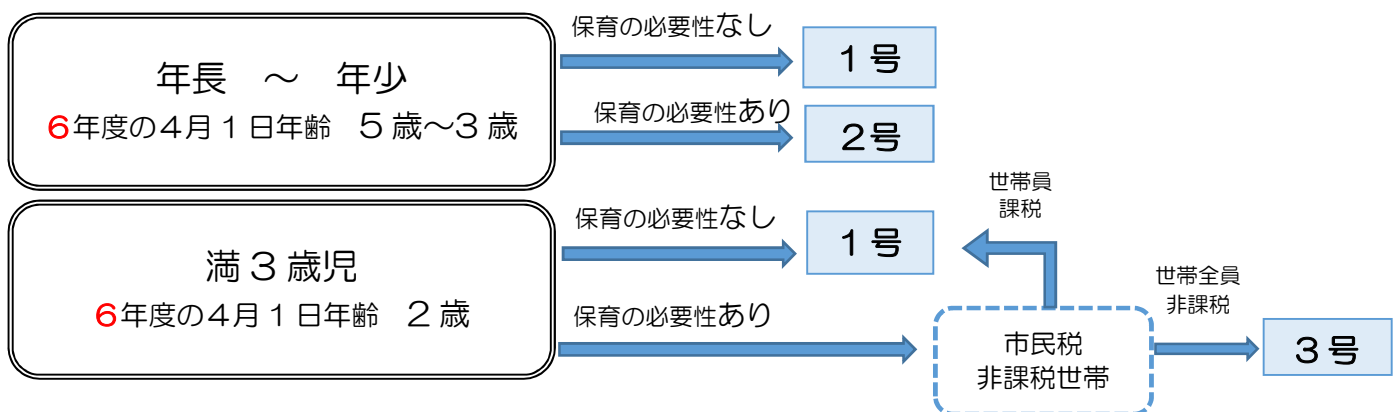 年長　～　年少
6年度の４月１日年齢　５歳～３歳
保育の必要性なし
１号
保育の必要性あり
２号
満３歳児
6年度の４月１日年齢　２歳
保育の必要性なし
１号
保育の必要性あり
世帯員
課税
市民税
非課税世帯
世帯全員
非課税
３号